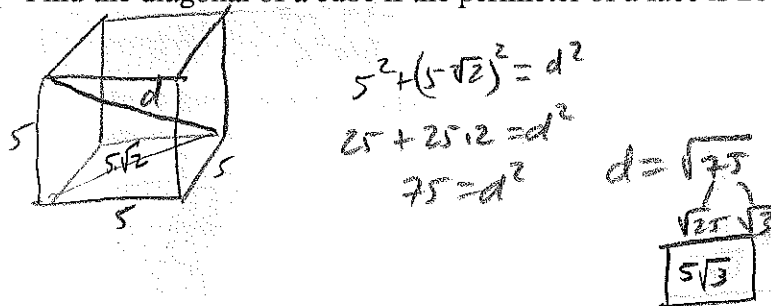 Find the diagonal of a cube if the perimeter of a face is 20
5
d
5√2
5
5
5² + (5√2)² = d²
25 + 25·2 = d²
75 = d²
d = √75
√25 √3
5√3